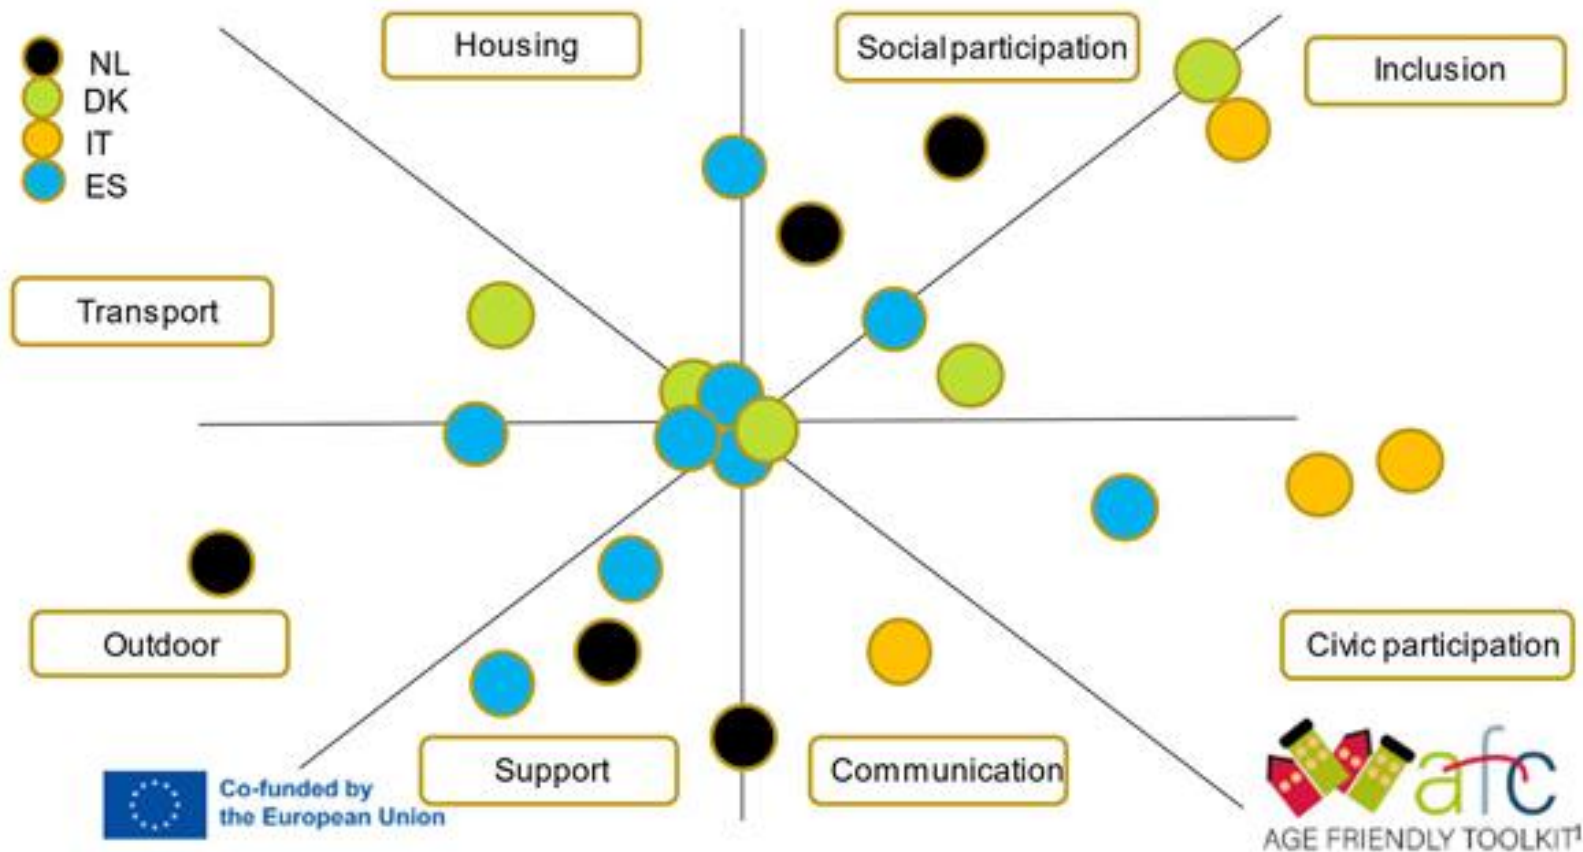 Housing
Social participation
Inclusion
NL
DK
IT
ES
Transport
Outdoor
Civic participation
Support
Communication
Co-funded by
the European Union
afc
AGE FRIENDLY TOOLKIT¹